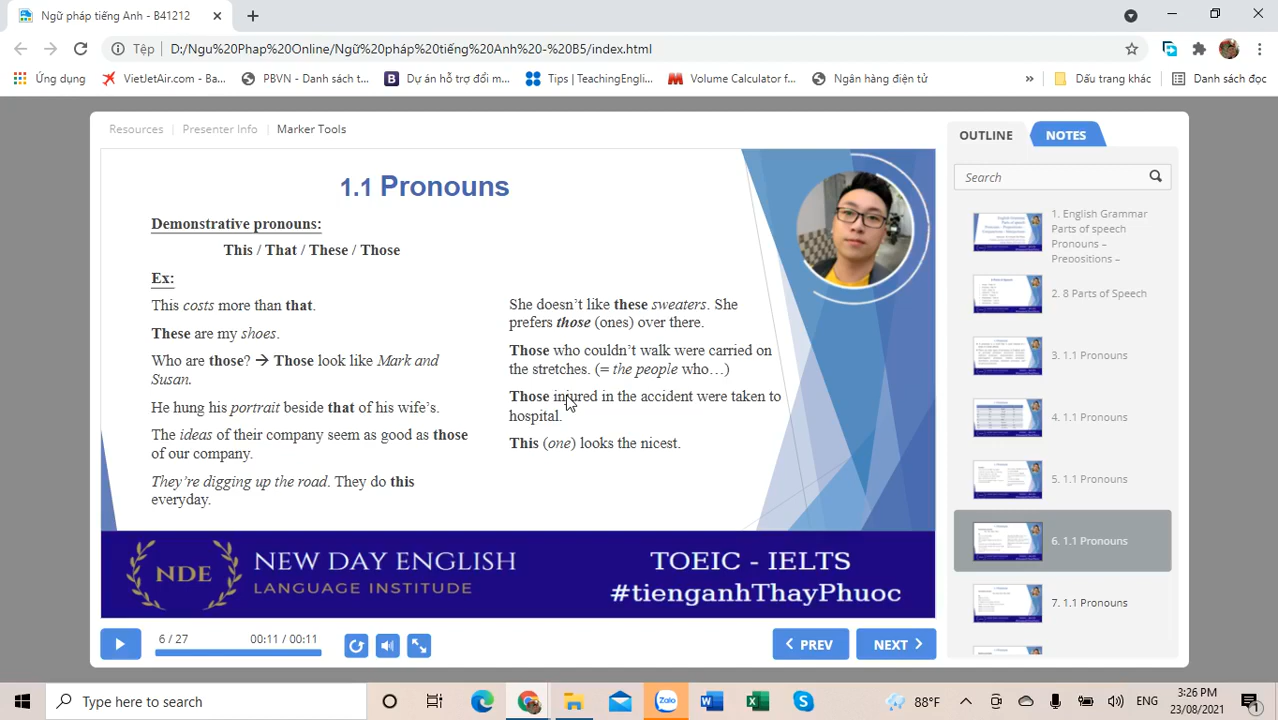 Ngữ pháp tiếng Anh - B41212
Tệp
D:/Ngu%20Phap%20Online/Ngữ%20pháp%20tiếng%20Anh%20-%20B5/index.html
Ứng dụng
VietJetAir.com - Ba...
PBVN - Danh sách t...
Dự án hỗ trợ đổi m...
Tips | TeachingEngli...
Volume Calculator f...
Ngân hàng điện tử
»
Dấu trang khác
Danh sách đọc
Resources | Presenter Info | Marker Tools
1.1 Pronouns
Demonstrative pronouns:
This / That / These / Those
Ex:
This costs more than that.
These are my shoes.
Who are those? → Those look like Mark and
Susan.
He hung his portrait beside that of his wife's.
The ideas of their company seem as good as those
of our company.
They're digging up the road. They do this
everyday.
She doesn't like these sweaters. She
prefers those (ones) over there.
Those who couldn't walk were carried on
the stretches. (= the people who…)
Those injured in the accident were taken to
hospital.
This (one) looks the nicest.
NDE
NEW DAY ENGLISH
LANGUAGE INSTITUTE
TOEIC - IELTS
#tienganhThayPhuoc
6 / 27
00:11 / 00:11
PREV
NEXT
OUTLINE
NOTES
Search
1. English Grammar
Parts of speech
Pronouns –
Prepositions –
2. 8 Parts of Speech
3. 1.1 Pronouns
4. 1.1 Pronouns
5. 1.1 Pronouns
6. 1.1 Pronouns
7. 1.1 Pronouns
Type here to search
Zalo
88°F
ENG
3:26 PM
23/08/2021
1